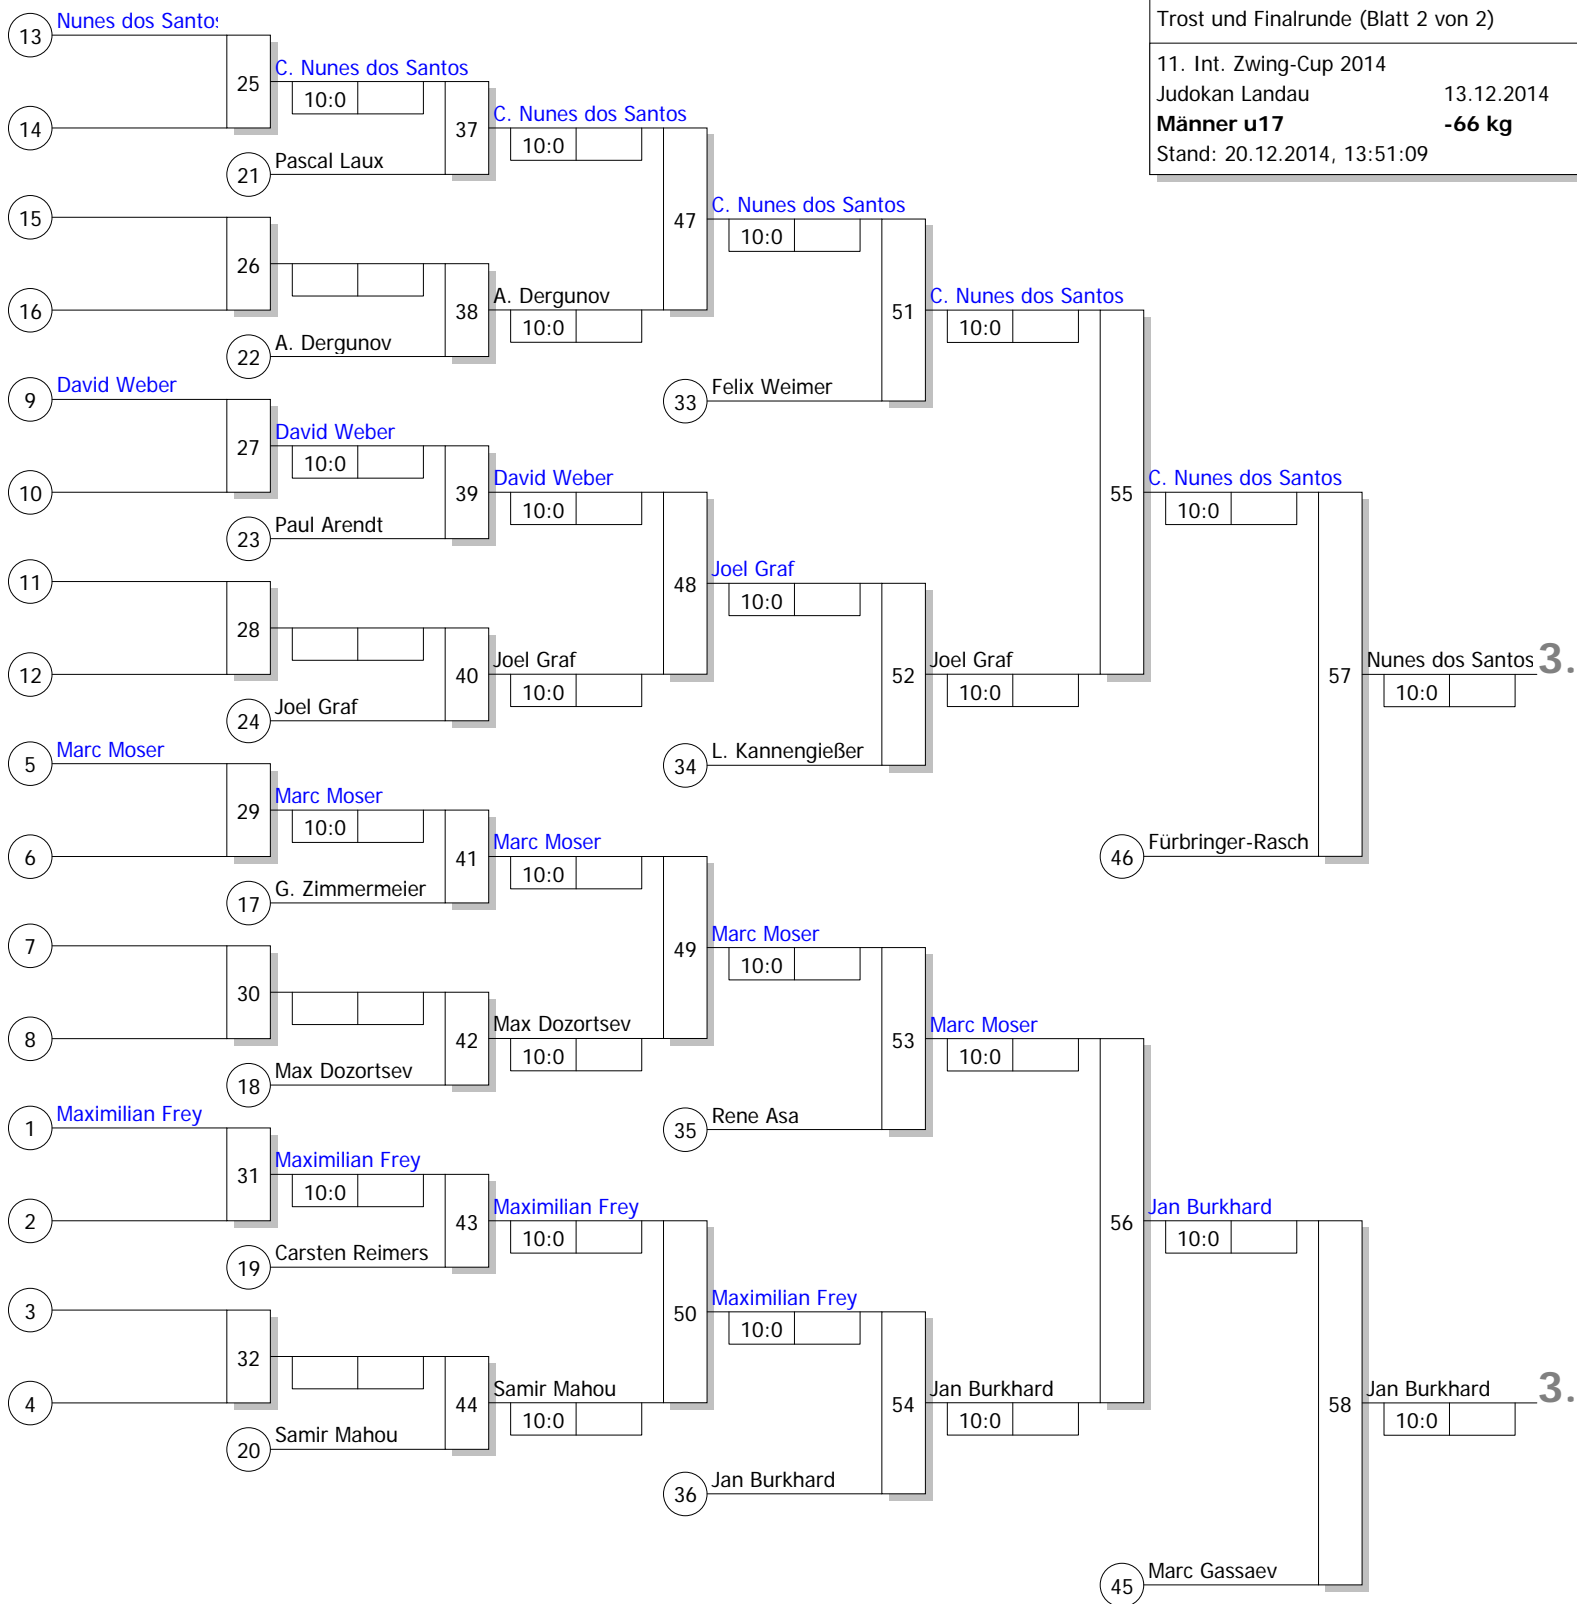 Trost und Finalrunde (Blatt 2 von 2)
11. Int. Zwing-Cup 2014
Judokan Landau 13.12.2014
Männer u17 -66 kg
Stand: 20.12.2014, 13:51:09
13 Nunes dos Santos
25
C. Nunes dos Santos
10:0
14
37
C. Nunes dos Santos
10:0
21 Pascal Laux
15
47
C. Nunes dos Santos
10:0
26
16
38
A. Dergunov
10:0
51
C. Nunes dos Santos
10:0
22 A. Dergunov
9 David Weber
33 Felix Weimer
27
David Weber
10:0
10
39
David Weber
10:0
55
C. Nunes dos Santos
10:0
23 Paul Arendt
11
48
Joel Graf
10:0
28
12
40
Joel Graf
10:0
52
Joel Graf
10:0
57
Nunes dos Santos 3.
10:0
24 Joel Graf
5 Marc Moser
34 L. Kannengießer
29
Marc Moser
10:0
6
41
Marc Moser
10:0
46 Fürbringer-Rasch
17 G. Zimmermeier
7
49
Marc Moser
10:0
30
8
42
Max Dozortsev
10:0
53
Marc Moser
10:0
18 Max Dozortsev
1 Maximilian Frey
35 Rene Asa
31
Maximilian Frey
10:0
2
43
Maximilian Frey
10:0
56
Jan Burkhard
10:0
19 Carsten Reimers
3
50
Maximilian Frey
10:0
32
4
44
Samir Mahou
10:0
54
Jan Burkhard
10:0
58
Jan Burkhard 3.
10:0
20 Samir Mahou
36 Jan Burkhard
45 Marc Gassaev